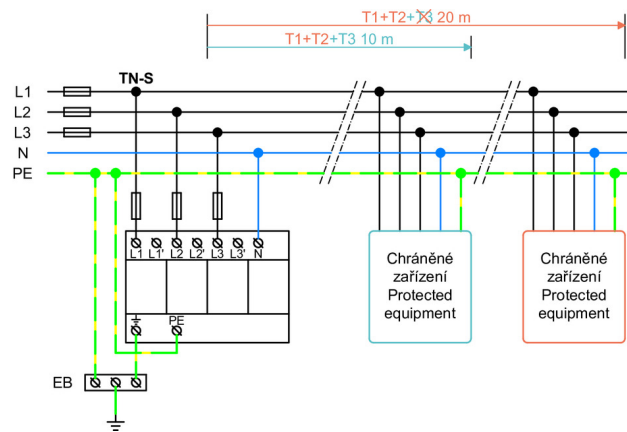 T1+T2+T3 20 m
T1+T2+T3 10 m
TN-S
L1
L2
L3
N
PE
L1 L1' L2 L2' L3 L3' N
PE
Chráněné
zařízení
Protected
equipment
Chráněné
zařízení
Protected
equipment
EB